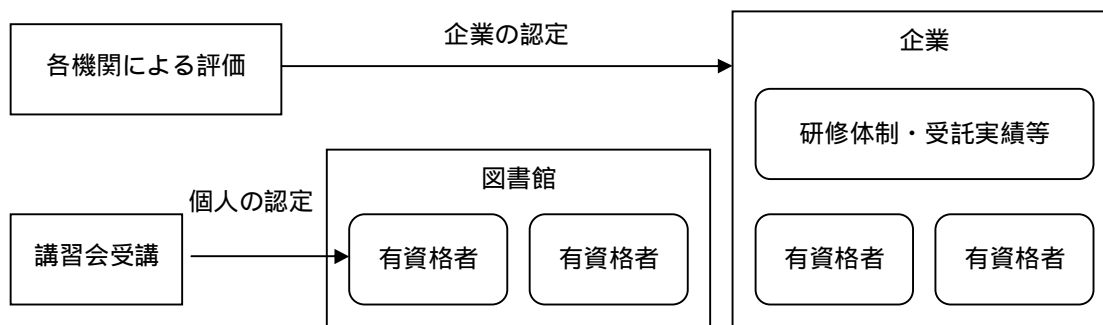 企業の認定
企業
各機関による評価
研修体制・受託実績等
図書館
個人の認定
講習会受講
有資格者
有資格者
有資格者
有資格者